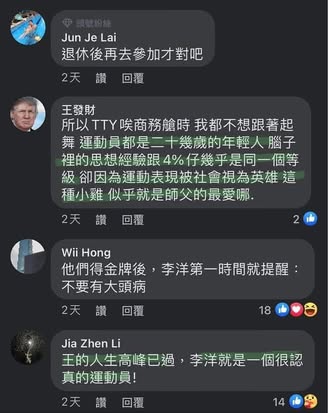 頭號粉絲
Jun Je Lai
退休後再去參加才對吧
2天 讚 回覆
王發財
所以TTY唉商務艙時 我都不想跟著起
舞 運動員都是二十幾歲的年輕人 腦子
裡的思想經驗跟4%仔幾乎是同一個等
級 卻因為運動表現被社會視為英雄 這
種小雞 似乎就是師父的最愛哪.
2天 讚 回覆 2
Wii Hong
他們得金牌後，李洋第一時間就提醒：
不要有大頭病
2天 讚 回覆 18
Jia Zhen Li
王的人生高峰已過，李洋就是一個很認
真的運動員!
2天 讚 回覆 14